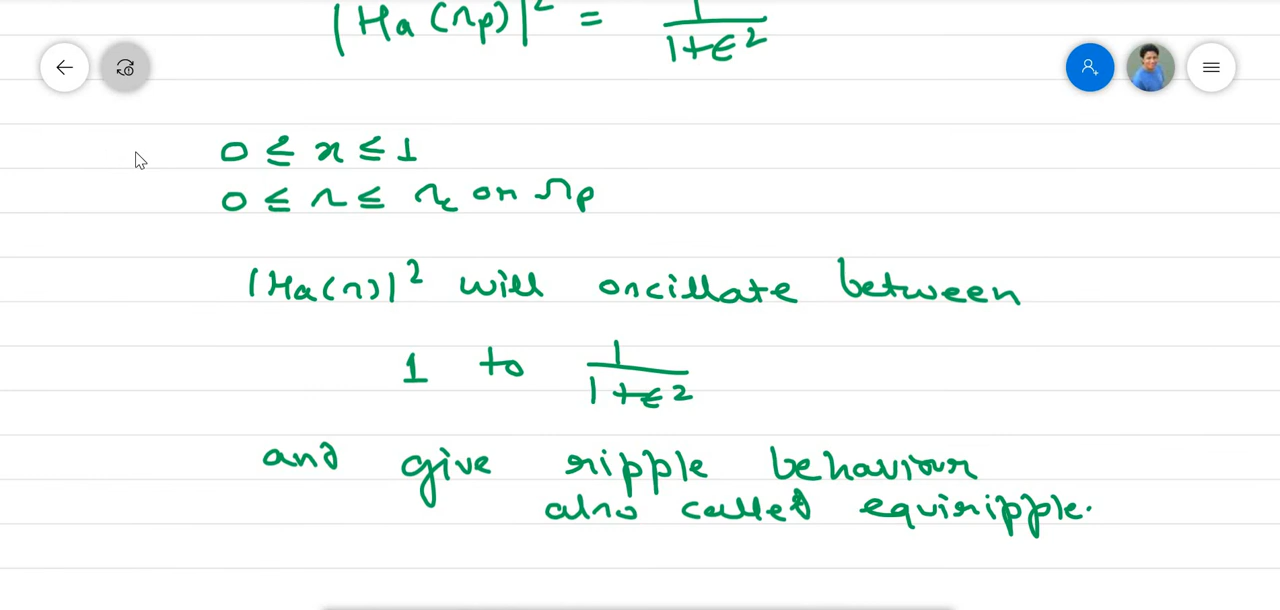 |Ha(Ωp)|² = 1/(1+ε²)
0 ≤ x ≤ 1
0 ≤ Ω ≤ Ωc or Ωp
|Ha(Ω)|² will oscillate between
1 to 1/(1+ε²)
and give ripple behaviour
also called equiripple.